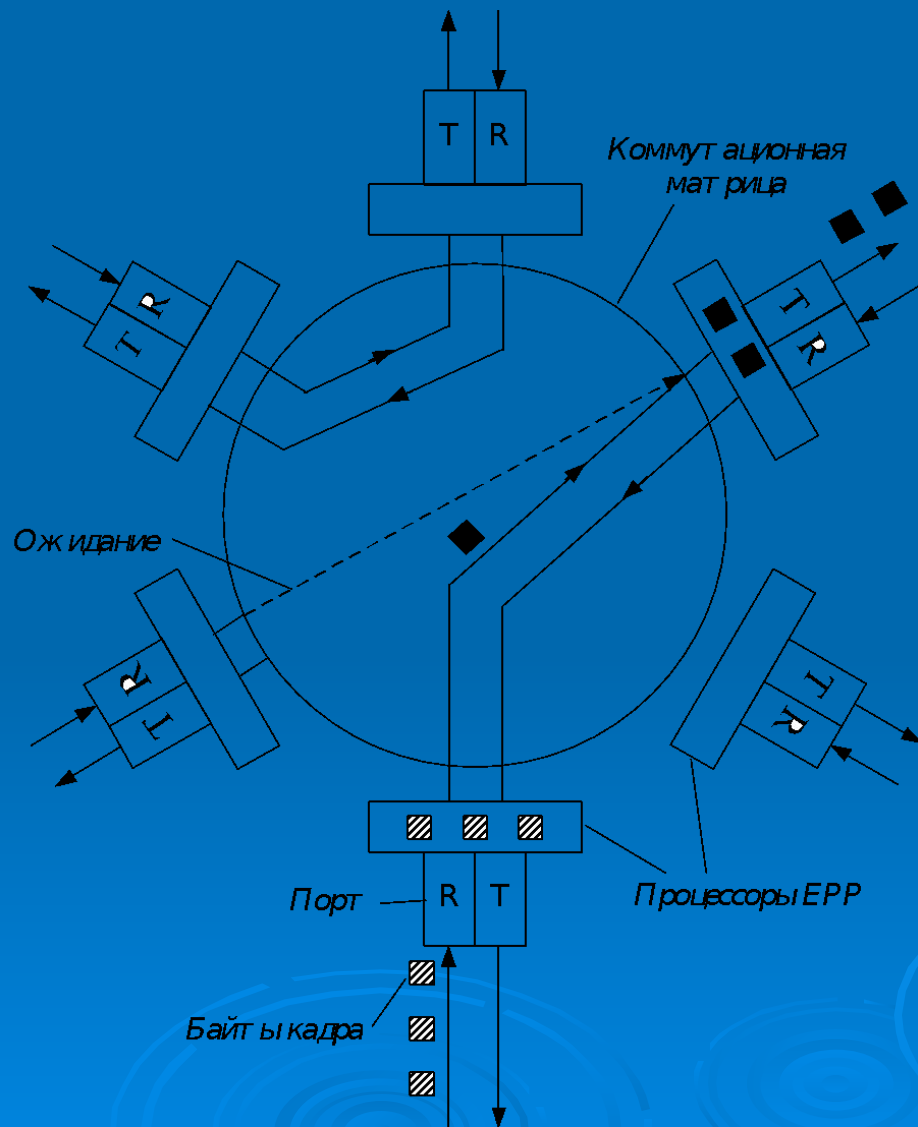 T R
Коммутационная
матрица
R
T
T
R
Ожидание
R
T
T
R
Порт
R T
Процессоры EPP
Байты кадра